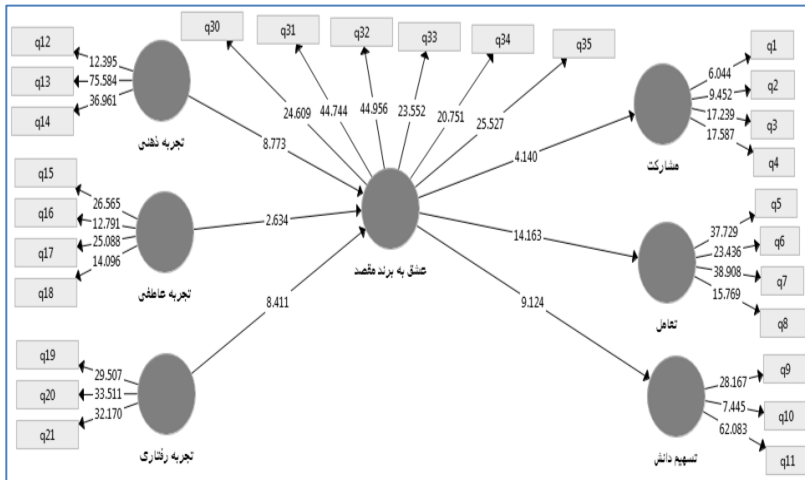 q30
q31
q32
q33
q34
q35
24.609
44.744
44.956
23.552
20.751
25.527
q12
q13
q14
12.395
75.584
36.961
تجربه ذهنی
8.773
q15
q16
q17
q18
26.565
12.791
25.088
14.096
تجربه عاطفی
2.634
q19
q20
q21
29.507
33.511
32.170
تجربه رفتاری
8.411
عشق به برند مقصد
4.140
14.163
9.124
q1
q2
q3
q4
6.044
9.452
17.239
17.587
مشارکت
q5
q6
q7
q8
37.729
23.436
38.908
15.769
تعامل
q9
q10
q11
28.167
7.445
62.083
تسهیم دانش